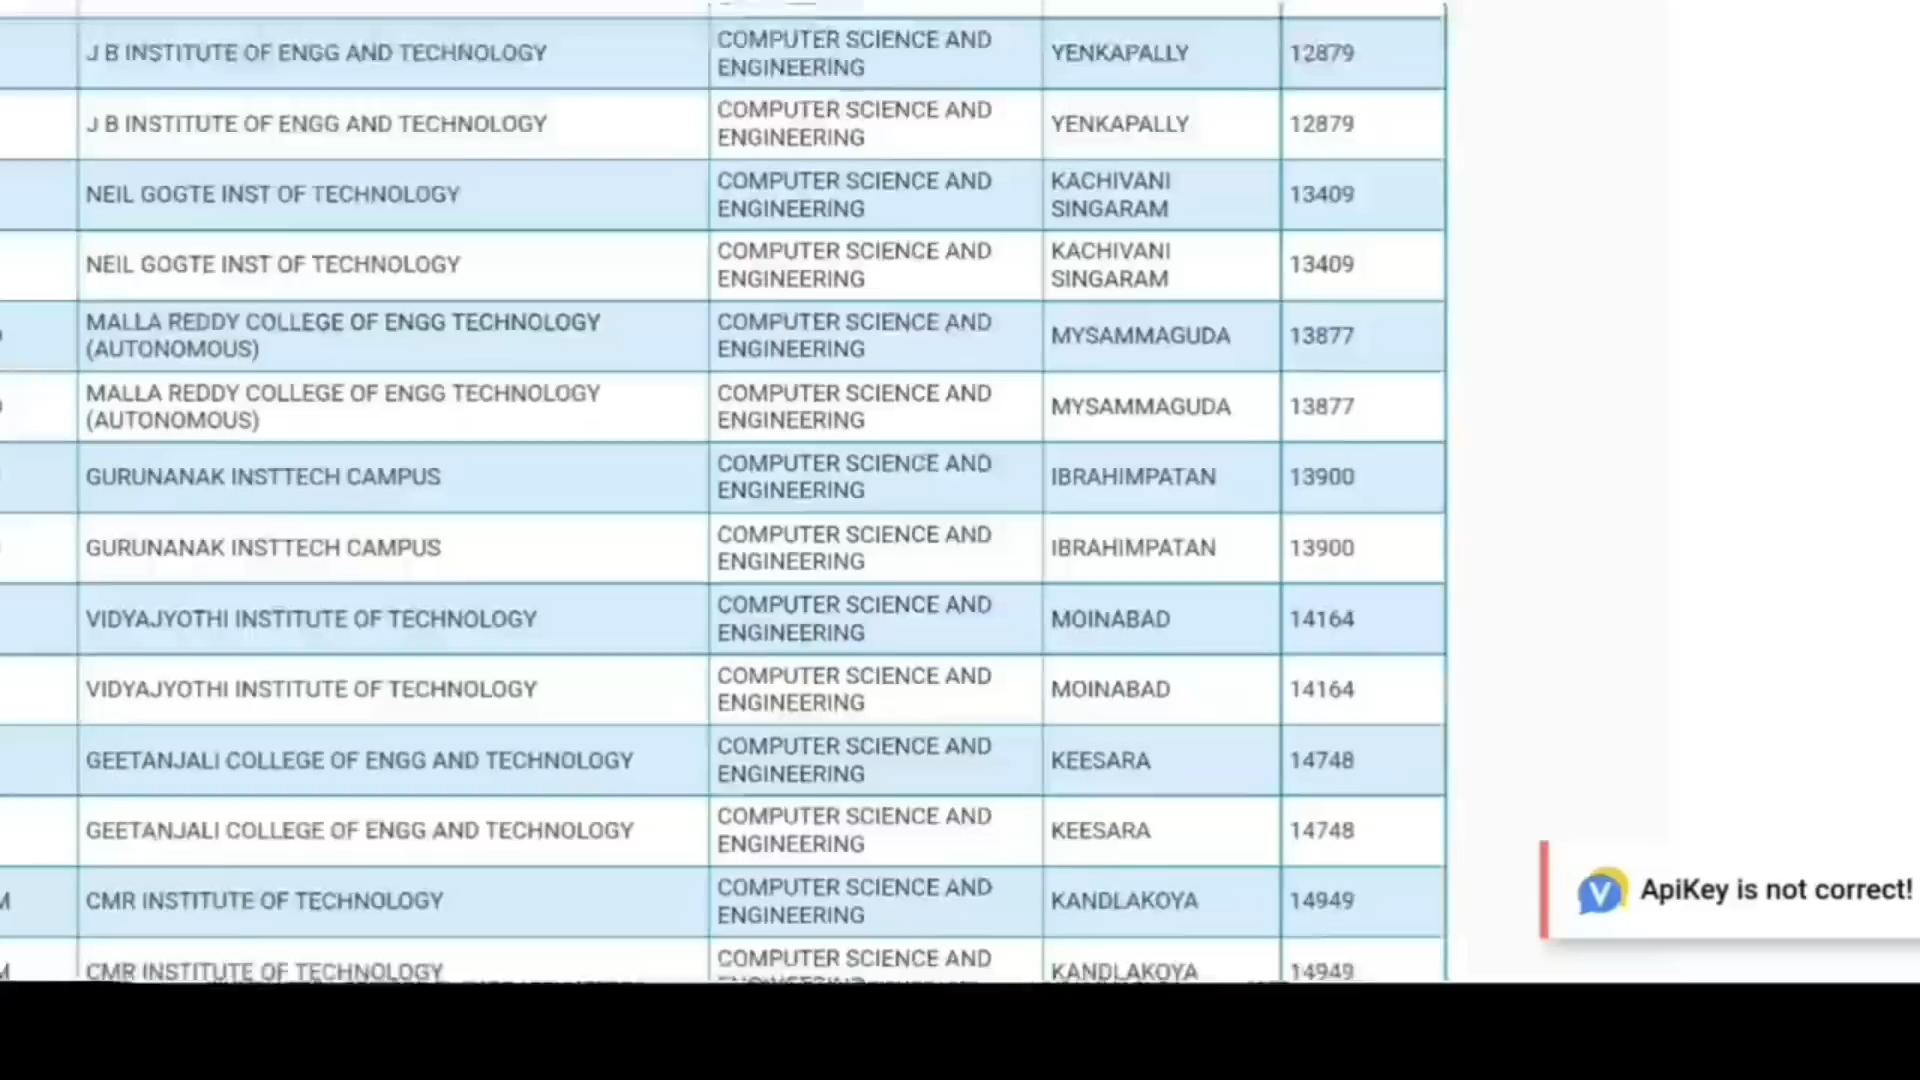 J B INSTITUTE OF ENGG AND TECHNOLOGY COMPUTER SCIENCE AND ENGINEERING YENKAPALLY 12879
J B INSTITUTE OF ENGG AND TECHNOLOGY COMPUTER SCIENCE AND ENGINEERING YENKAPALLY 12879
NEIL GOGTE INST OF TECHNOLOGY COMPUTER SCIENCE AND ENGINEERING KACHIVANI SINGARAM 13409
NEIL GOGTE INST OF TECHNOLOGY COMPUTER SCIENCE AND ENGINEERING KACHIVANI SINGARAM 13409
MALLA REDDY COLLEGE OF ENGG TECHNOLOGY (AUTONOMOUS) COMPUTER SCIENCE AND ENGINEERING MYSAMMAGUDA 13877
MALLA REDDY COLLEGE OF ENGG TECHNOLOGY (AUTONOMOUS) COMPUTER SCIENCE AND ENGINEERING MYSAMMAGUDA 13877
GURUNANAK INSTTECH CAMPUS COMPUTER SCIENCE AND ENGINEERING IBRAHIMPATAN 13900
GURUNANAK INSTTECH CAMPUS COMPUTER SCIENCE AND ENGINEERING IBRAHIMPATAN 13900
VIDYAJYOTHI INSTITUTE OF TECHNOLOGY COMPUTER SCIENCE AND ENGINEERING MOINABAD 14164
VIDYAJYOTHI INSTITUTE OF TECHNOLOGY COMPUTER SCIENCE AND ENGINEERING MOINABAD 14164
GEETANJALI COLLEGE OF ENGG AND TECHNOLOGY COMPUTER SCIENCE AND ENGINEERING KEESARA 14748
GEETANJALI COLLEGE OF ENGG AND TECHNOLOGY COMPUTER SCIENCE AND ENGINEERING KEESARA 14748
M CMR INSTITUTE OF TECHNOLOGY COMPUTER SCIENCE AND ENGINEERING KANDLAKOYA 14949
M CMR INSTITUTE OF TECHNOLOGY COMPUTER SCIENCE AND KANDLAKOYA 14949
V ApiKey is not correct!